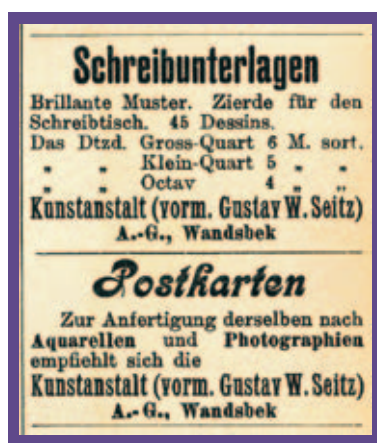 Schreibunterlagen
Brillante Muster. Zierde für den
Schreibtisch. 45 Dessins.
Das Dtzd. Gross-Quart 6 M. sort.
„ „ Klein-Quart 5 „ „
„ „ Octav 4 „ „
Kunstanstalt (vorm. Gustav W. Seitz)
A.-G., Wandsbek
Postkarten
Zur Anfertigung derselben nach
Aquarellen und Photographien
empfiehlt sich die
Kunstanstalt (vorm. Gustav W. Seitz)
A.-G., Wandsbek